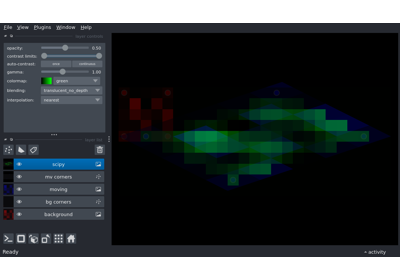 File View Plugins Window Help
opacity: 0.50
contrast limits:
auto-contrast: once continuous
gamma: 1.00
colormap: green
blending: translucent_no_depth
interpolation: nearest
scipy
mv corners
moving
bg corners
background
Ready
activity